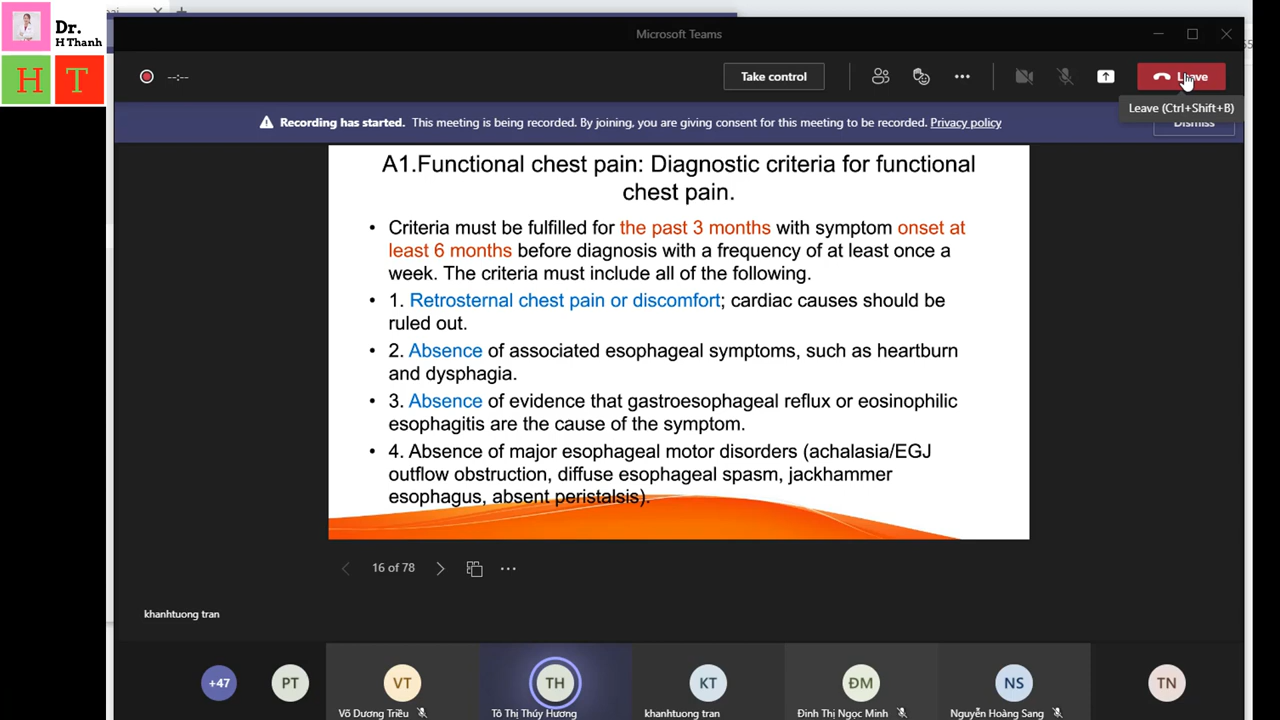 Dr.
H Thanh
H T
Microsoft Teams
--:--
Take control
Leave
Leave (Ctrl+Shift+B)
Recording has started. This meeting is being recorded. By joining, you are giving consent for this meeting to be recorded. Privacy policy
Dismiss
A1.Functional chest pain: Diagnostic criteria for functional
chest pain.
• Criteria must be fulfilled for the past 3 months with symptom onset at
least 6 months before diagnosis with a frequency of at least once a
week. The criteria must include all of the following.
• 1. Retrosternal chest pain or discomfort; cardiac causes should be
ruled out.
• 2. Absence of associated esophageal symptoms, such as heartburn
and dysphagia.
• 3. Absence of evidence that gastroesophageal reflux or eosinophilic
esophagitis are the cause of the symptom.
• 4. Absence of major esophageal motor disorders (achalasia/EGJ
outflow obstruction, diffuse esophageal spasm, jackhammer
esophagus, absent peristalsis).
16 of 78
khanhtuong tran
+47
PT
VT
TH
KT
ĐM
NS
TN
Võ Dương Triều
Tô Thị Thúy Hương
khanhtuong tran
Đinh Thị Ngọc Minh
Nguyễn Hoàng Sang